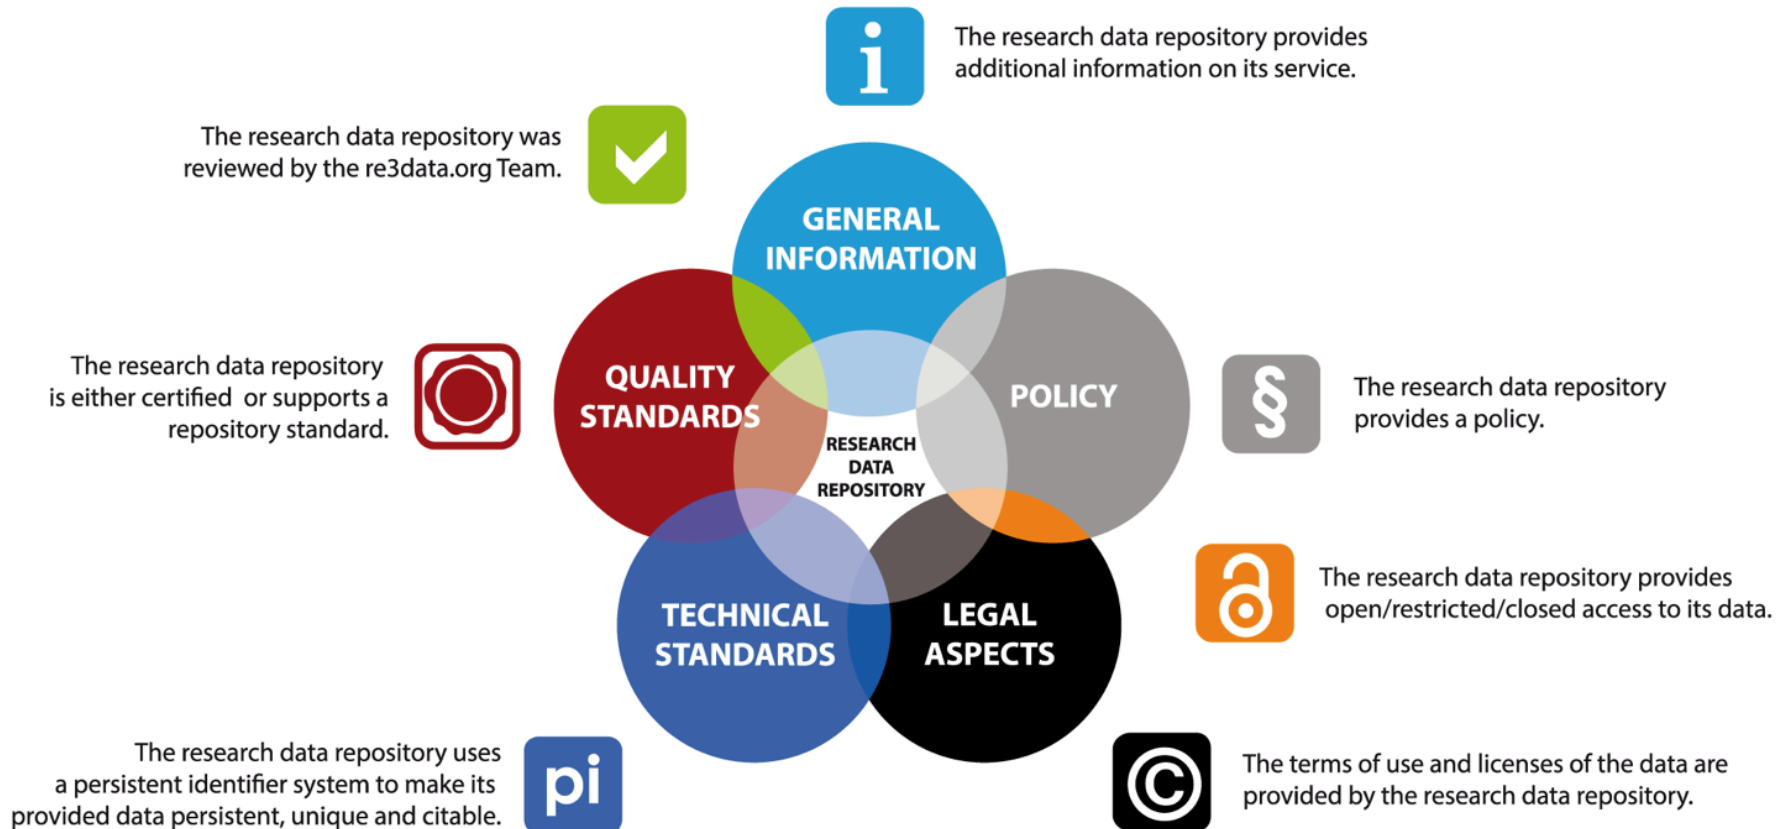 i
The research data repository provides
additional information on its service.
The research data repository was
reviewed by the re3data.org Team.
GENERAL
INFORMATION
The research data repository
is either certified or supports a
repository standard.
QUALITY
STANDARDS
POLICY
§
The research data repository
provides a policy.
RESEARCH
DATA
REPOSITORY
The research data repository provides
open/restricted/closed access to its data.
TECHNICAL
STANDARDS
LEGAL
ASPECTS
The research data repository uses
a persistent identifier system to make its
provided data persistent, unique and citable.
pi
©
The terms of use and licenses of the data are
provided by the research data repository.